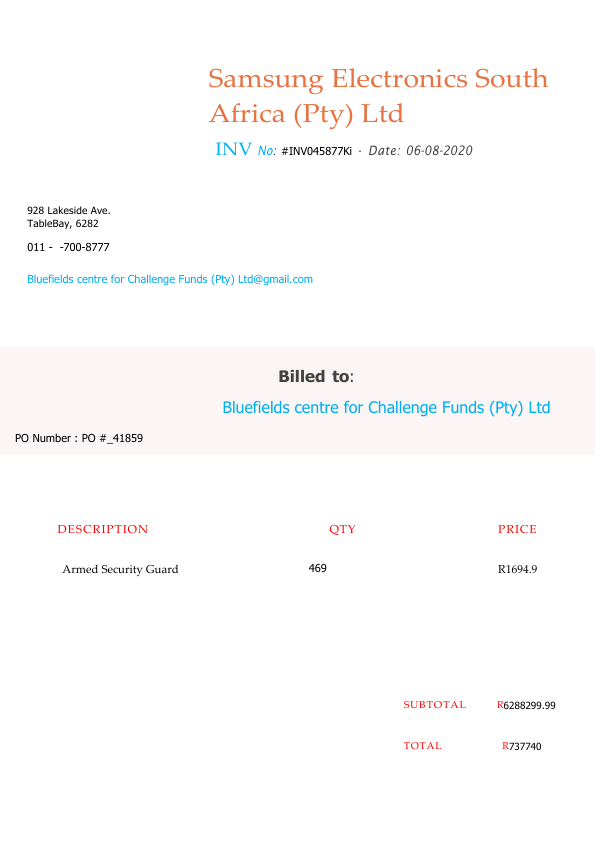 Samsung Electronics South
Africa (Pty) Ltd
INV No: #INV045877Ki · Date: 06-08-2020
928 Lakeside Ave.
TableBay, 6282
011 -  -700-8777
Bluefields centre for Challenge Funds (Pty) Ltd@gmail.com
Billed to:
Bluefields centre for Challenge Funds (Pty) Ltd
PO Number : PO #_41859
DESCRIPTION QTY PRICE
Armed Security Guard 469 R1694.9
SUBTOTAL R6288299.99
TOTAL R737740